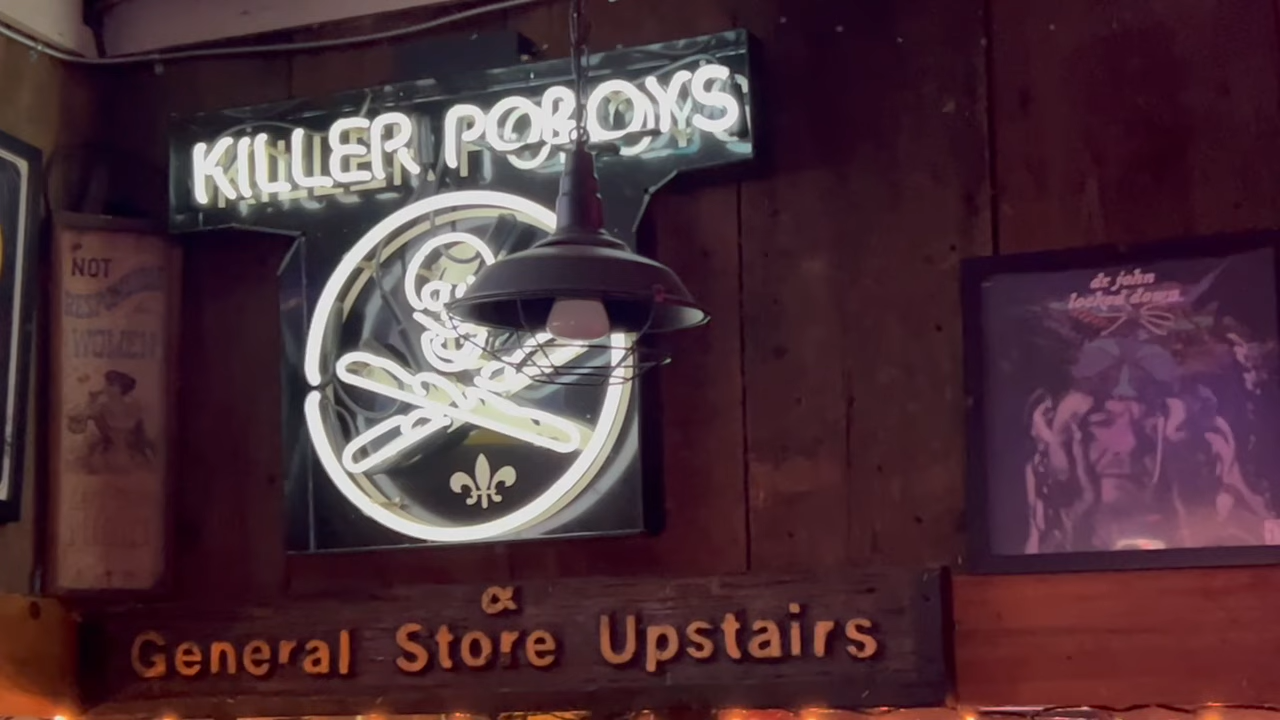 KILLER POBOYS
NOT
WOMEN
dr john
locked down
α
General Store Upstairs